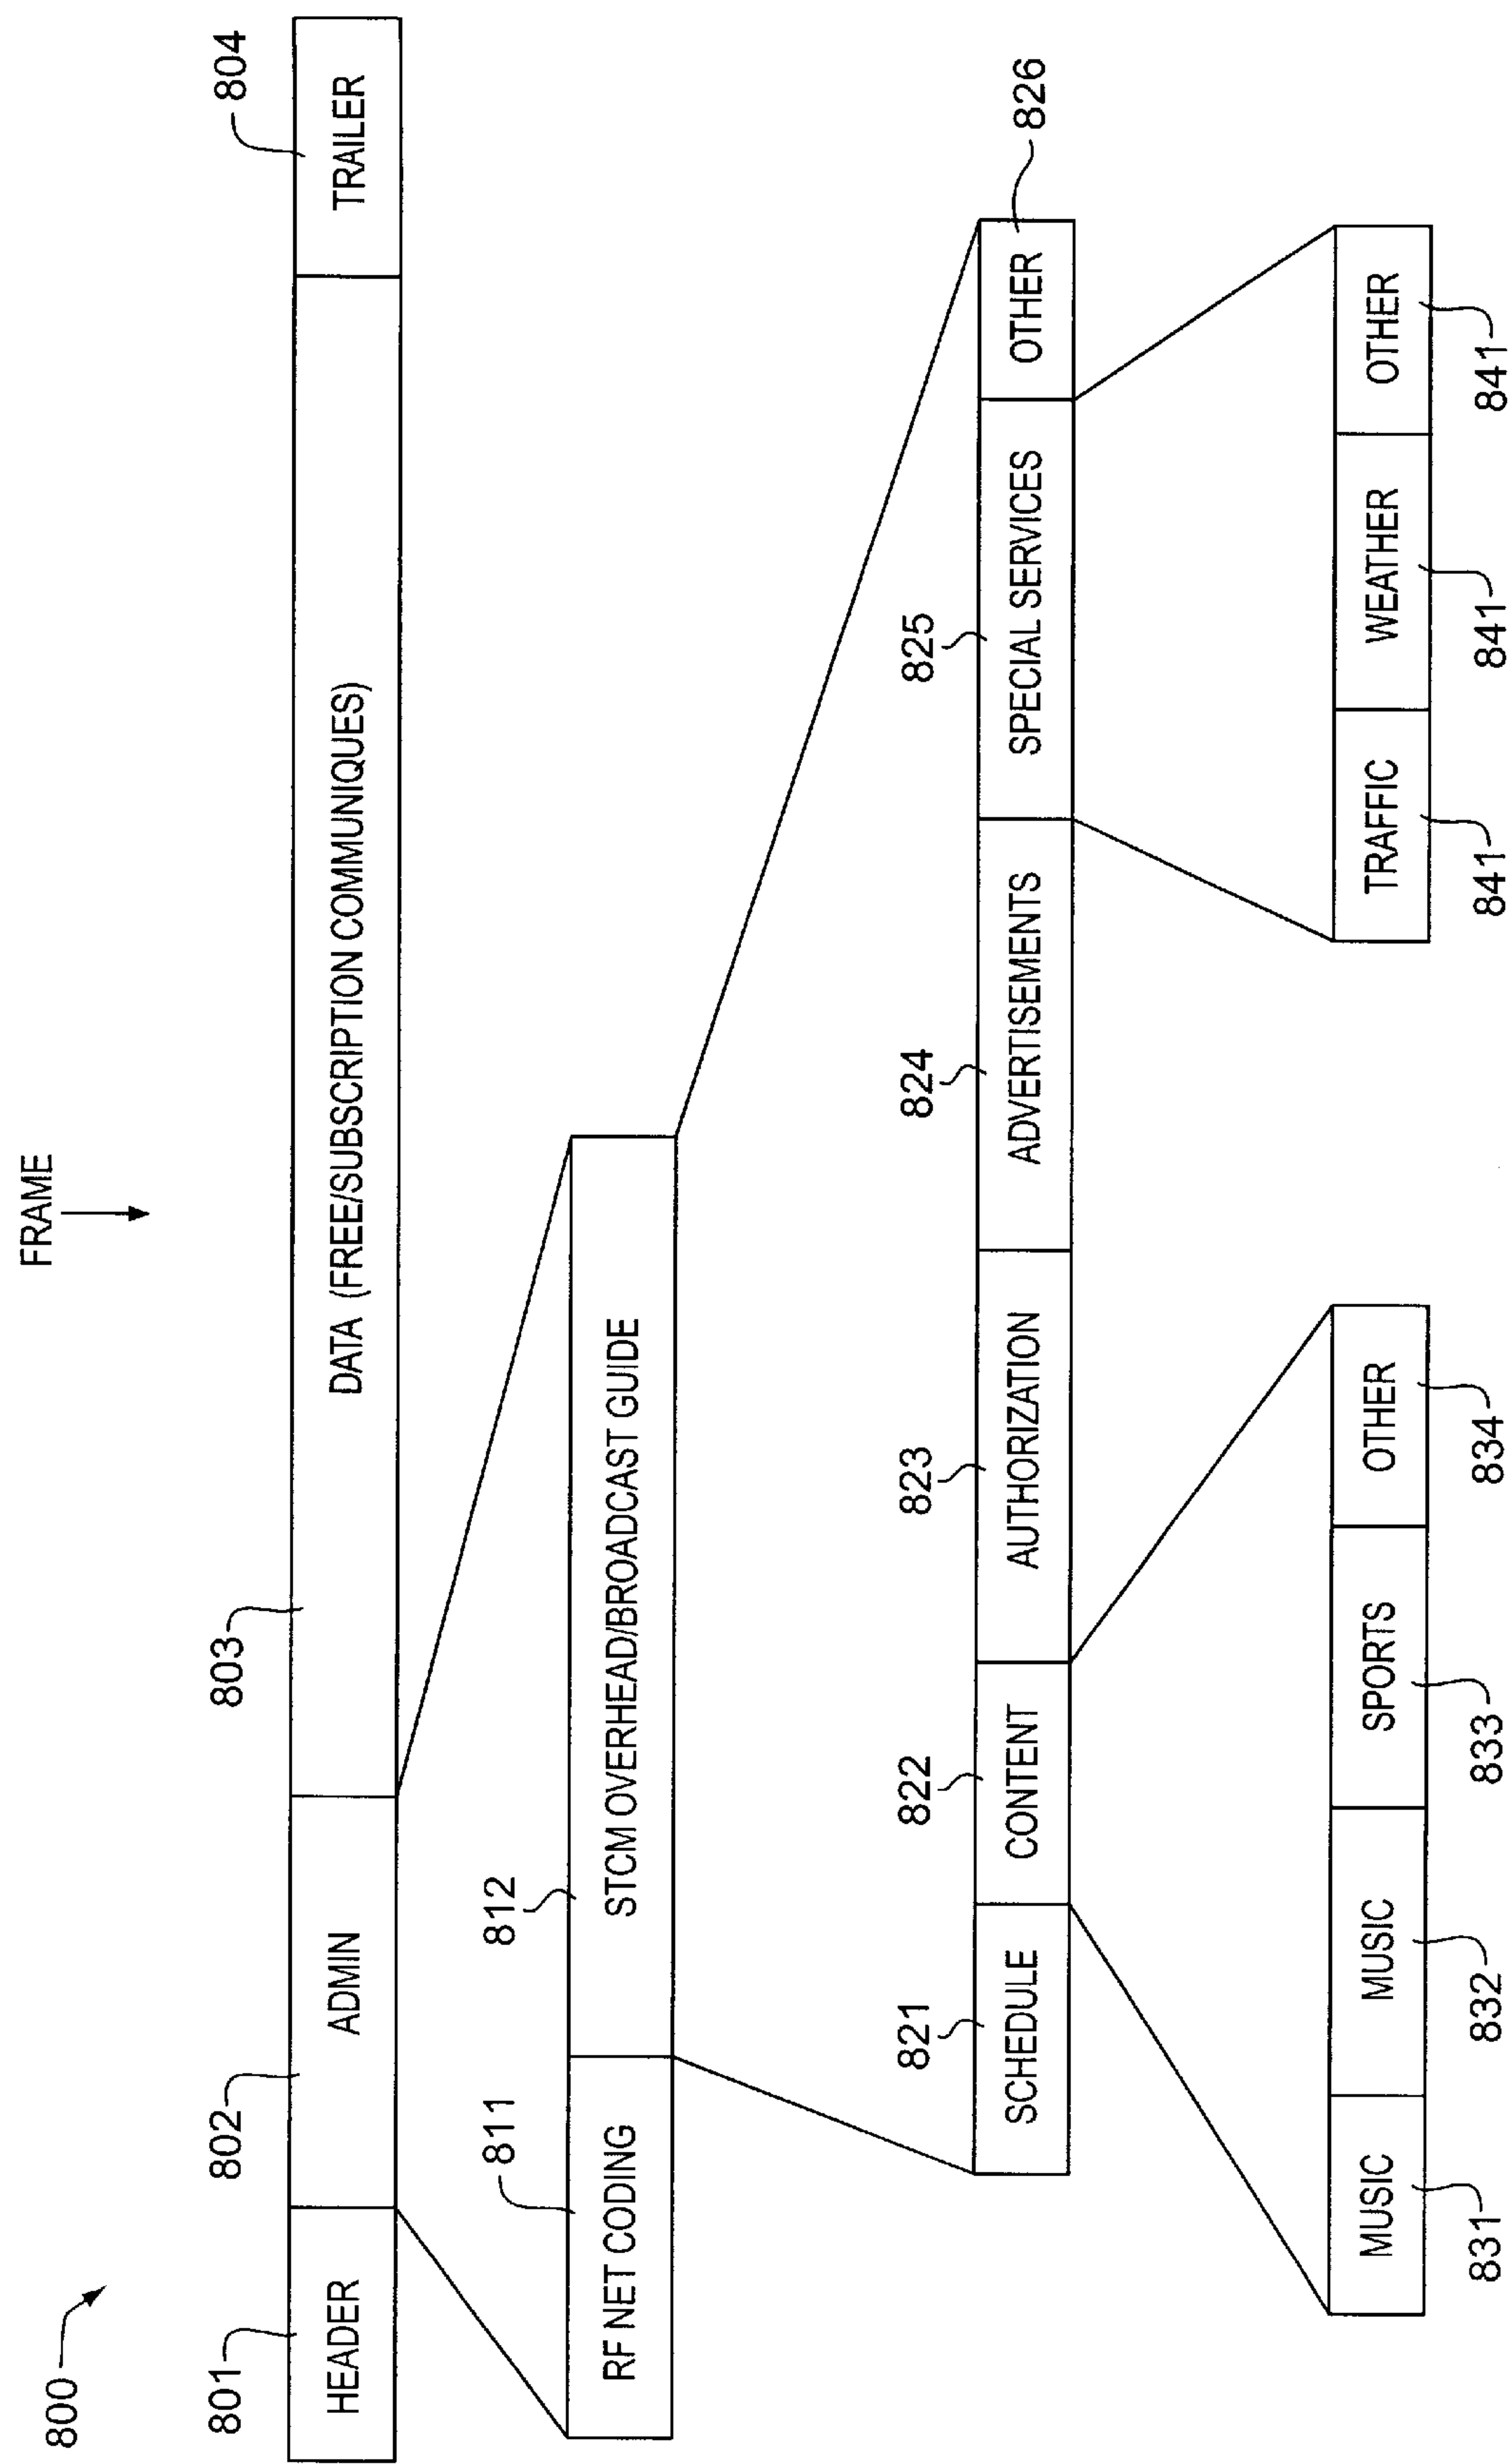 FRAME
800
801
802
803
804
HEADER
ADMIN
DATA (FREE/SUBSCRIPTION COMMUNIQUES)
TRAILER
811
812
RF NET CODING
STCM OVERHEAD/BROADCAST GUIDE
821
822
823
824
825
826
SCHEDULE
CONTENT
AUTHORIZATION
ADVERTISEMENTS
SPECIAL SERVICES
OTHER
MUSIC
MUSIC
SPORTS
OTHER
831
832
833
834
TRAFFIC
WEATHER
OTHER
841
841
841